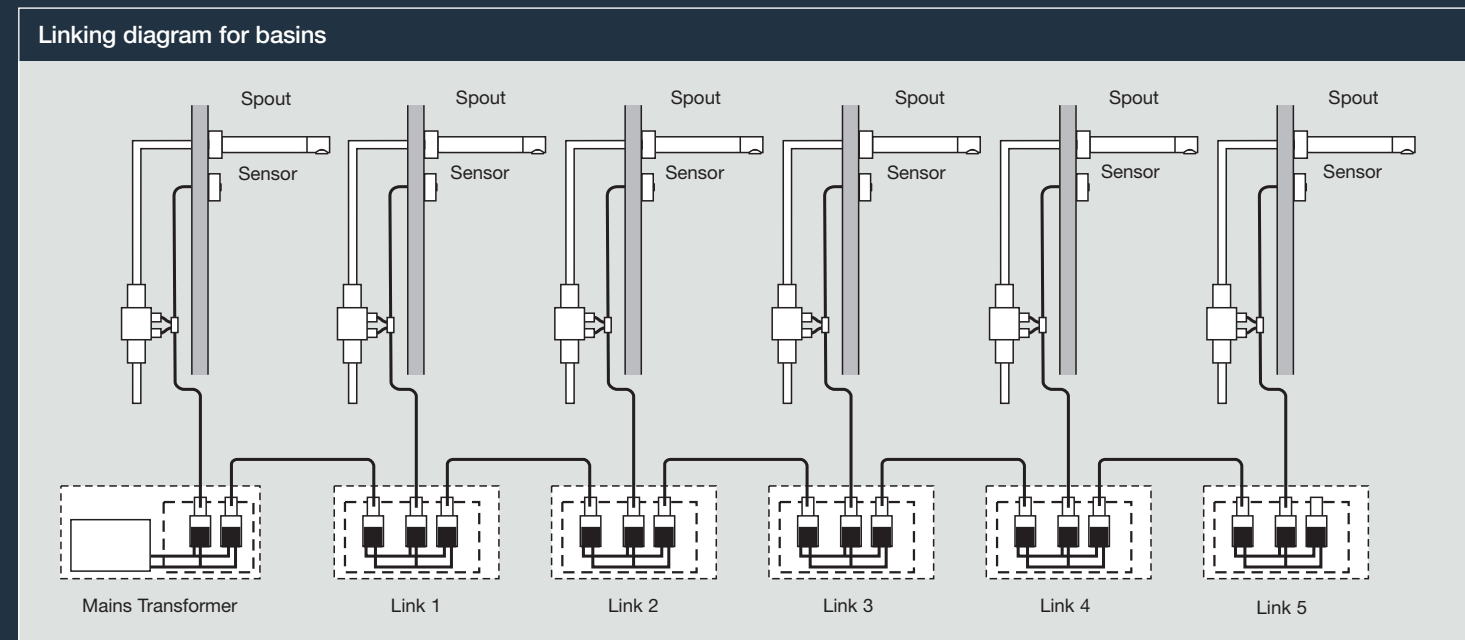 Linking diagram for basins
Spout Spout Spout Spout Spout Spout
Sensor Sensor Sensor Sensor Sensor Sensor
Mains Transformer Link 1 Link 2 Link 3 Link 4 Link 5